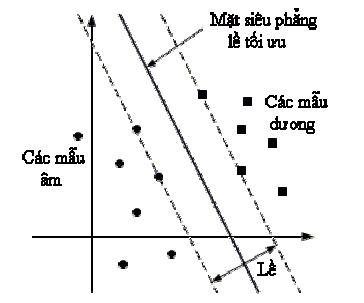 Mặt siêu phẳng
lề tối ưu
Các mẫu
dương
Các mẫu
âm
Lề